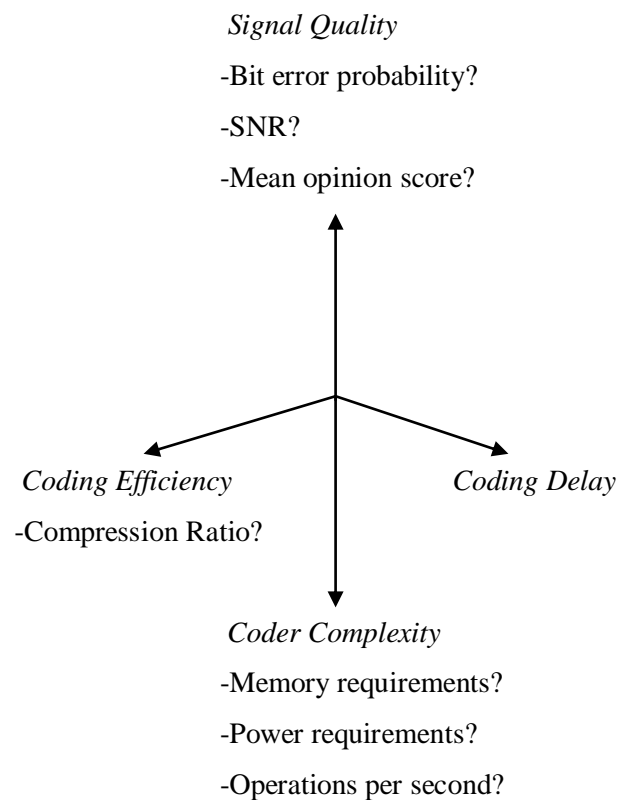 Signal Quality
-Bit error probability?
-SNR?
-Mean opinion score?
Coding Efficiency
-Compression Ratio?
Coding Delay
Coder Complexity
-Memory requirements?
-Power requirements?
-Operations per second?